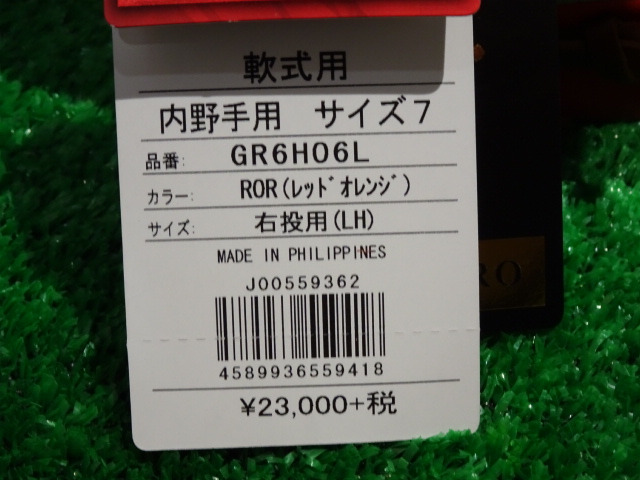 軟式用
内野手用 サイズ7
品番: GR6HO6L
カラー: ROR(レッドオレンジ)
サイズ: 右投用(LH)
MADE IN PHILIPPINES
J00559362
4589936559418
¥23,000+税
RO